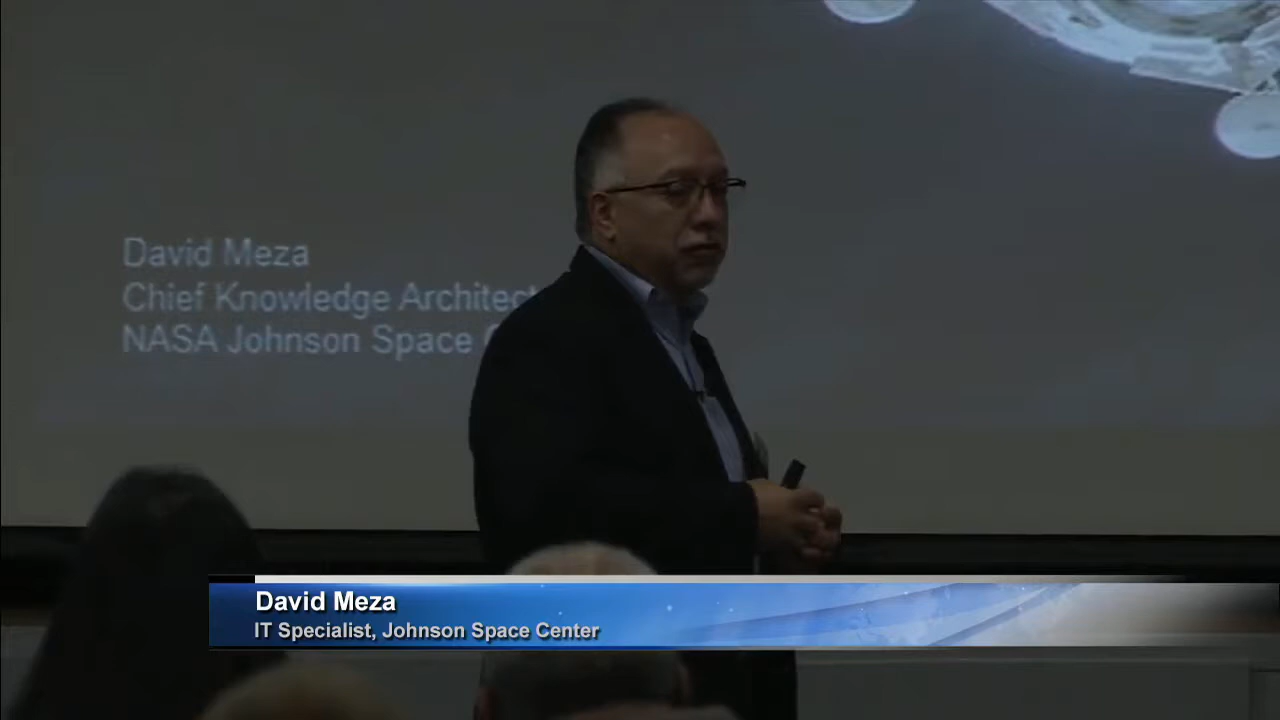 David Meza
Chief Knowledge Architect
NASA Johnson Space
David Meza
IT Specialist, Johnson Space Center